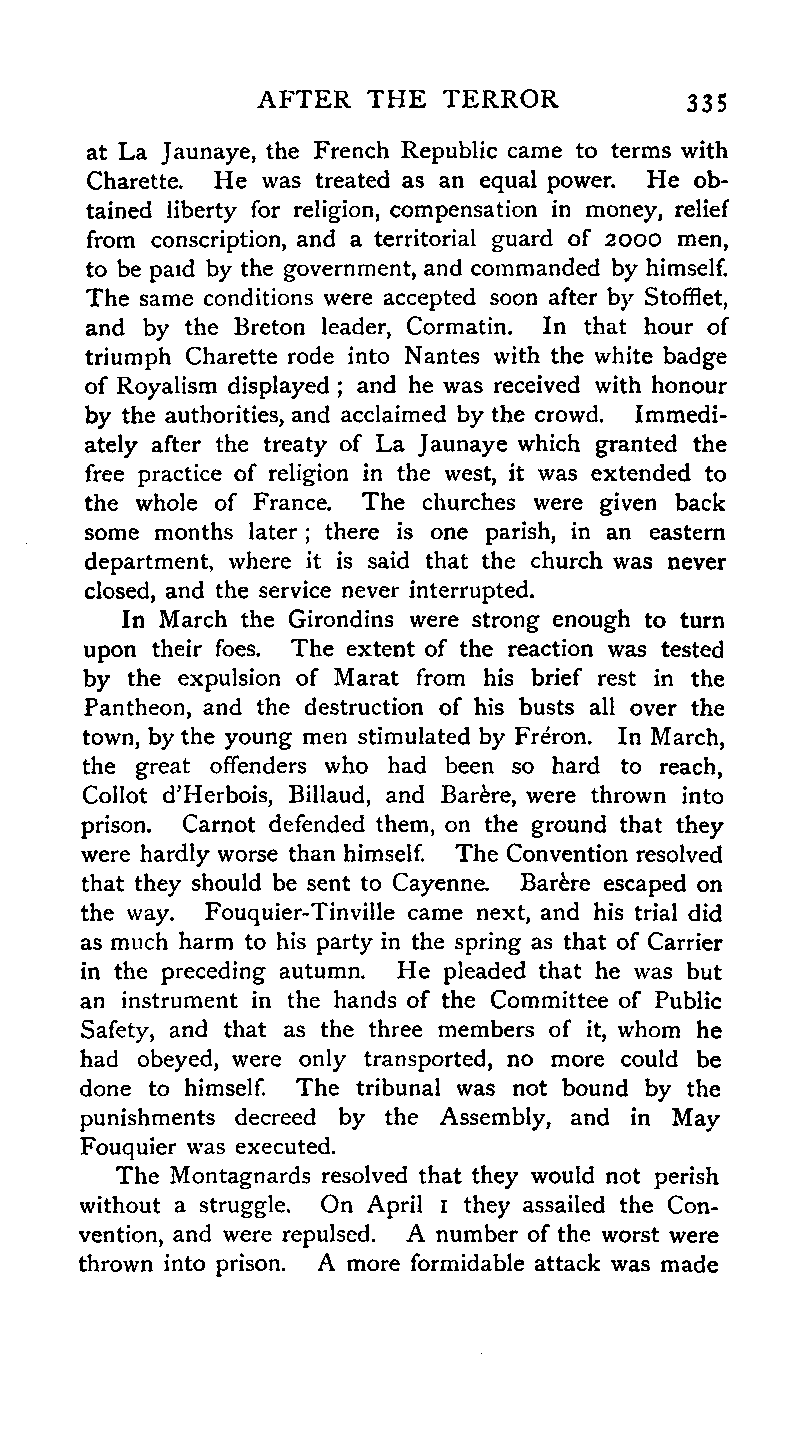 AFTER THE TERROR 335
at La Jaunaye, the French Republic came to terms with
Charette. He was treated as an equal power. He ob-
tained liberty for religion, compensation in money, relief
from conscription, and a territorial guard of 2000 men,
to be paid by the government, and commanded by himself.
The same conditions were accepted soon after by Stofflet,
and by the Breton leader, Cormatin. In that hour of
triumph Charette rode into Nantes with the white badge
of Royalism displayed ; and he was received with honour
by the authorities, and acclaimed by the crowd. Immedi-
ately after the treaty of La Jaunaye which granted the
free practice of religion in the west, it was extended to
the whole of France. The churches were given back
some months later ; there is one parish, in an eastern
department, where it is said that the church was never
closed, and the service never interrupted.
In March the Girondins were strong enough to turn
upon their foes. The extent of the reaction was tested
by the expulsion of Marat from his brief rest in the
Pantheon, and the destruction of his busts all over the
town, by the young men stimulated by Fréron. In March,
the great offenders who had been so hard to reach,
Collot d'Herbois, Billaud, and Barère, were thrown into
prison. Carnot defended them, on the ground that they
were hardly worse than himself. The Convention resolved
that they should be sent to Cayenne. Barère escaped on
the way. Fouquier-Tinville came next, and his trial did
as much harm to his party in the spring as that of Carrier
in the preceding autumn. He pleaded that he was but
an instrument in the hands of the Committee of Public
Safety, and that as the three members of it, whom he
had obeyed, were only transported, no more could be
done to himself. The tribunal was not bound by the
punishments decreed by the Assembly, and in May
Fouquier was executed.
The Montagnards resolved that they would not perish
without a struggle. On April 1 they assailed the Con-
vention, and were repulsed. A number of the worst were
thrown into prison. A more formidable attack was made